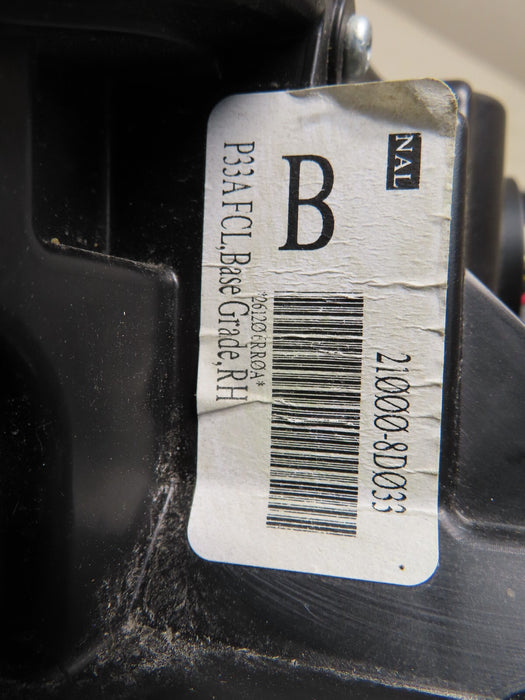 NAL
21000-8D033
B
*26120 6RR0A*
P33A FCL,Base Grade,RH